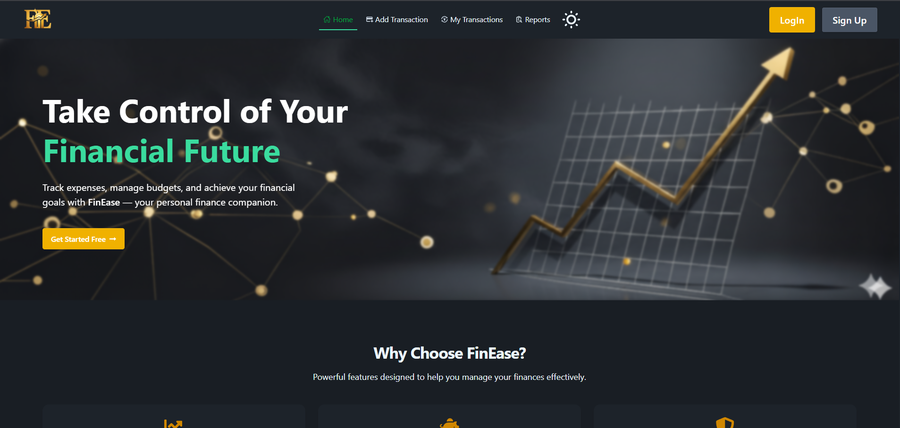 FiE
Home Add Transaction My Transactions Reports LogIn Sign Up
Take Control of Your
Financial Future
Track expenses, manage budgets, and achieve your financial
goals with FinEase — your personal finance companion.
Get Started Free →
Why Choose FinEase?
Powerful features designed to help you manage your finances effectively.